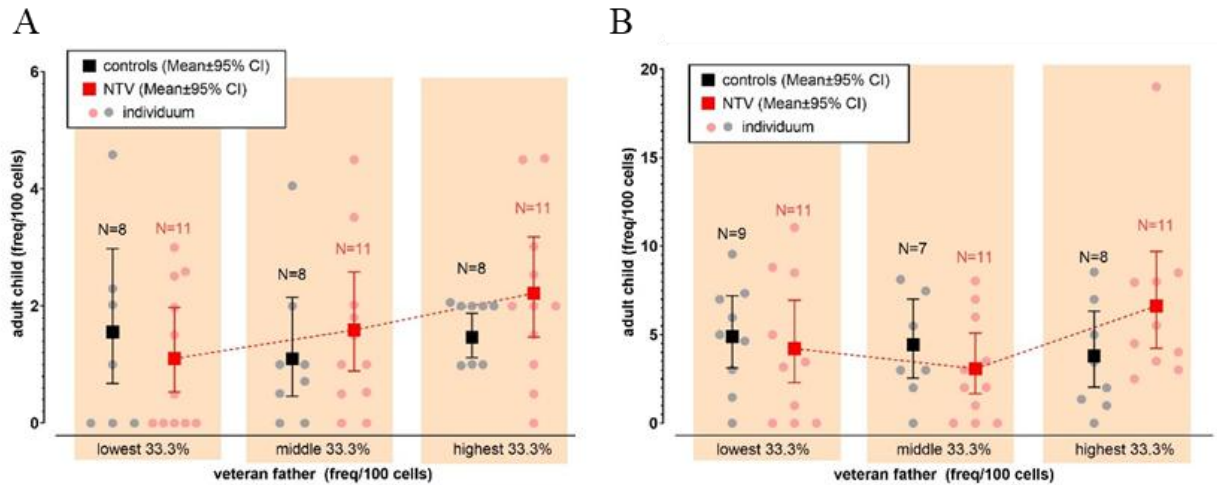 A
controls (Mean±95% CI)
NTV (Mean±95% CI)
individuum
6
4
2
0
adult child (freq/100 cells)
N=8
N=11
N=8
N=11
N=8
N=11
lowest 33.3%
middle 33.3%
highest 33.3%
veteran father (freq/100 cells)
B
controls (Mean±95% CI)
NTV (Mean±95% CI)
individuum
20
15
10
5
0
adult child (freq/100 cells)
N=9
N=11
N=7
N=11
N=8
N=11
lowest 33.3%
middle 33.3%
highest 33.3%
veteran father (freq/100 cells)